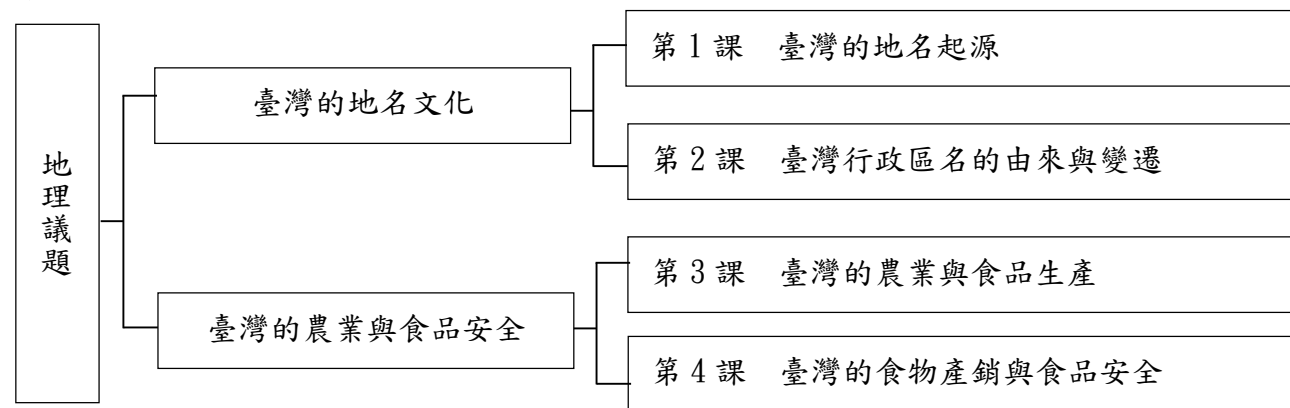 地理議題
臺灣的地名文化
第1課　臺灣的地名起源
第2課　臺灣行政區名的由來與變遷
臺灣的農業與食品安全
第3課　臺灣的農業與食品生產
第4課　臺灣的食物產銷與食品安全